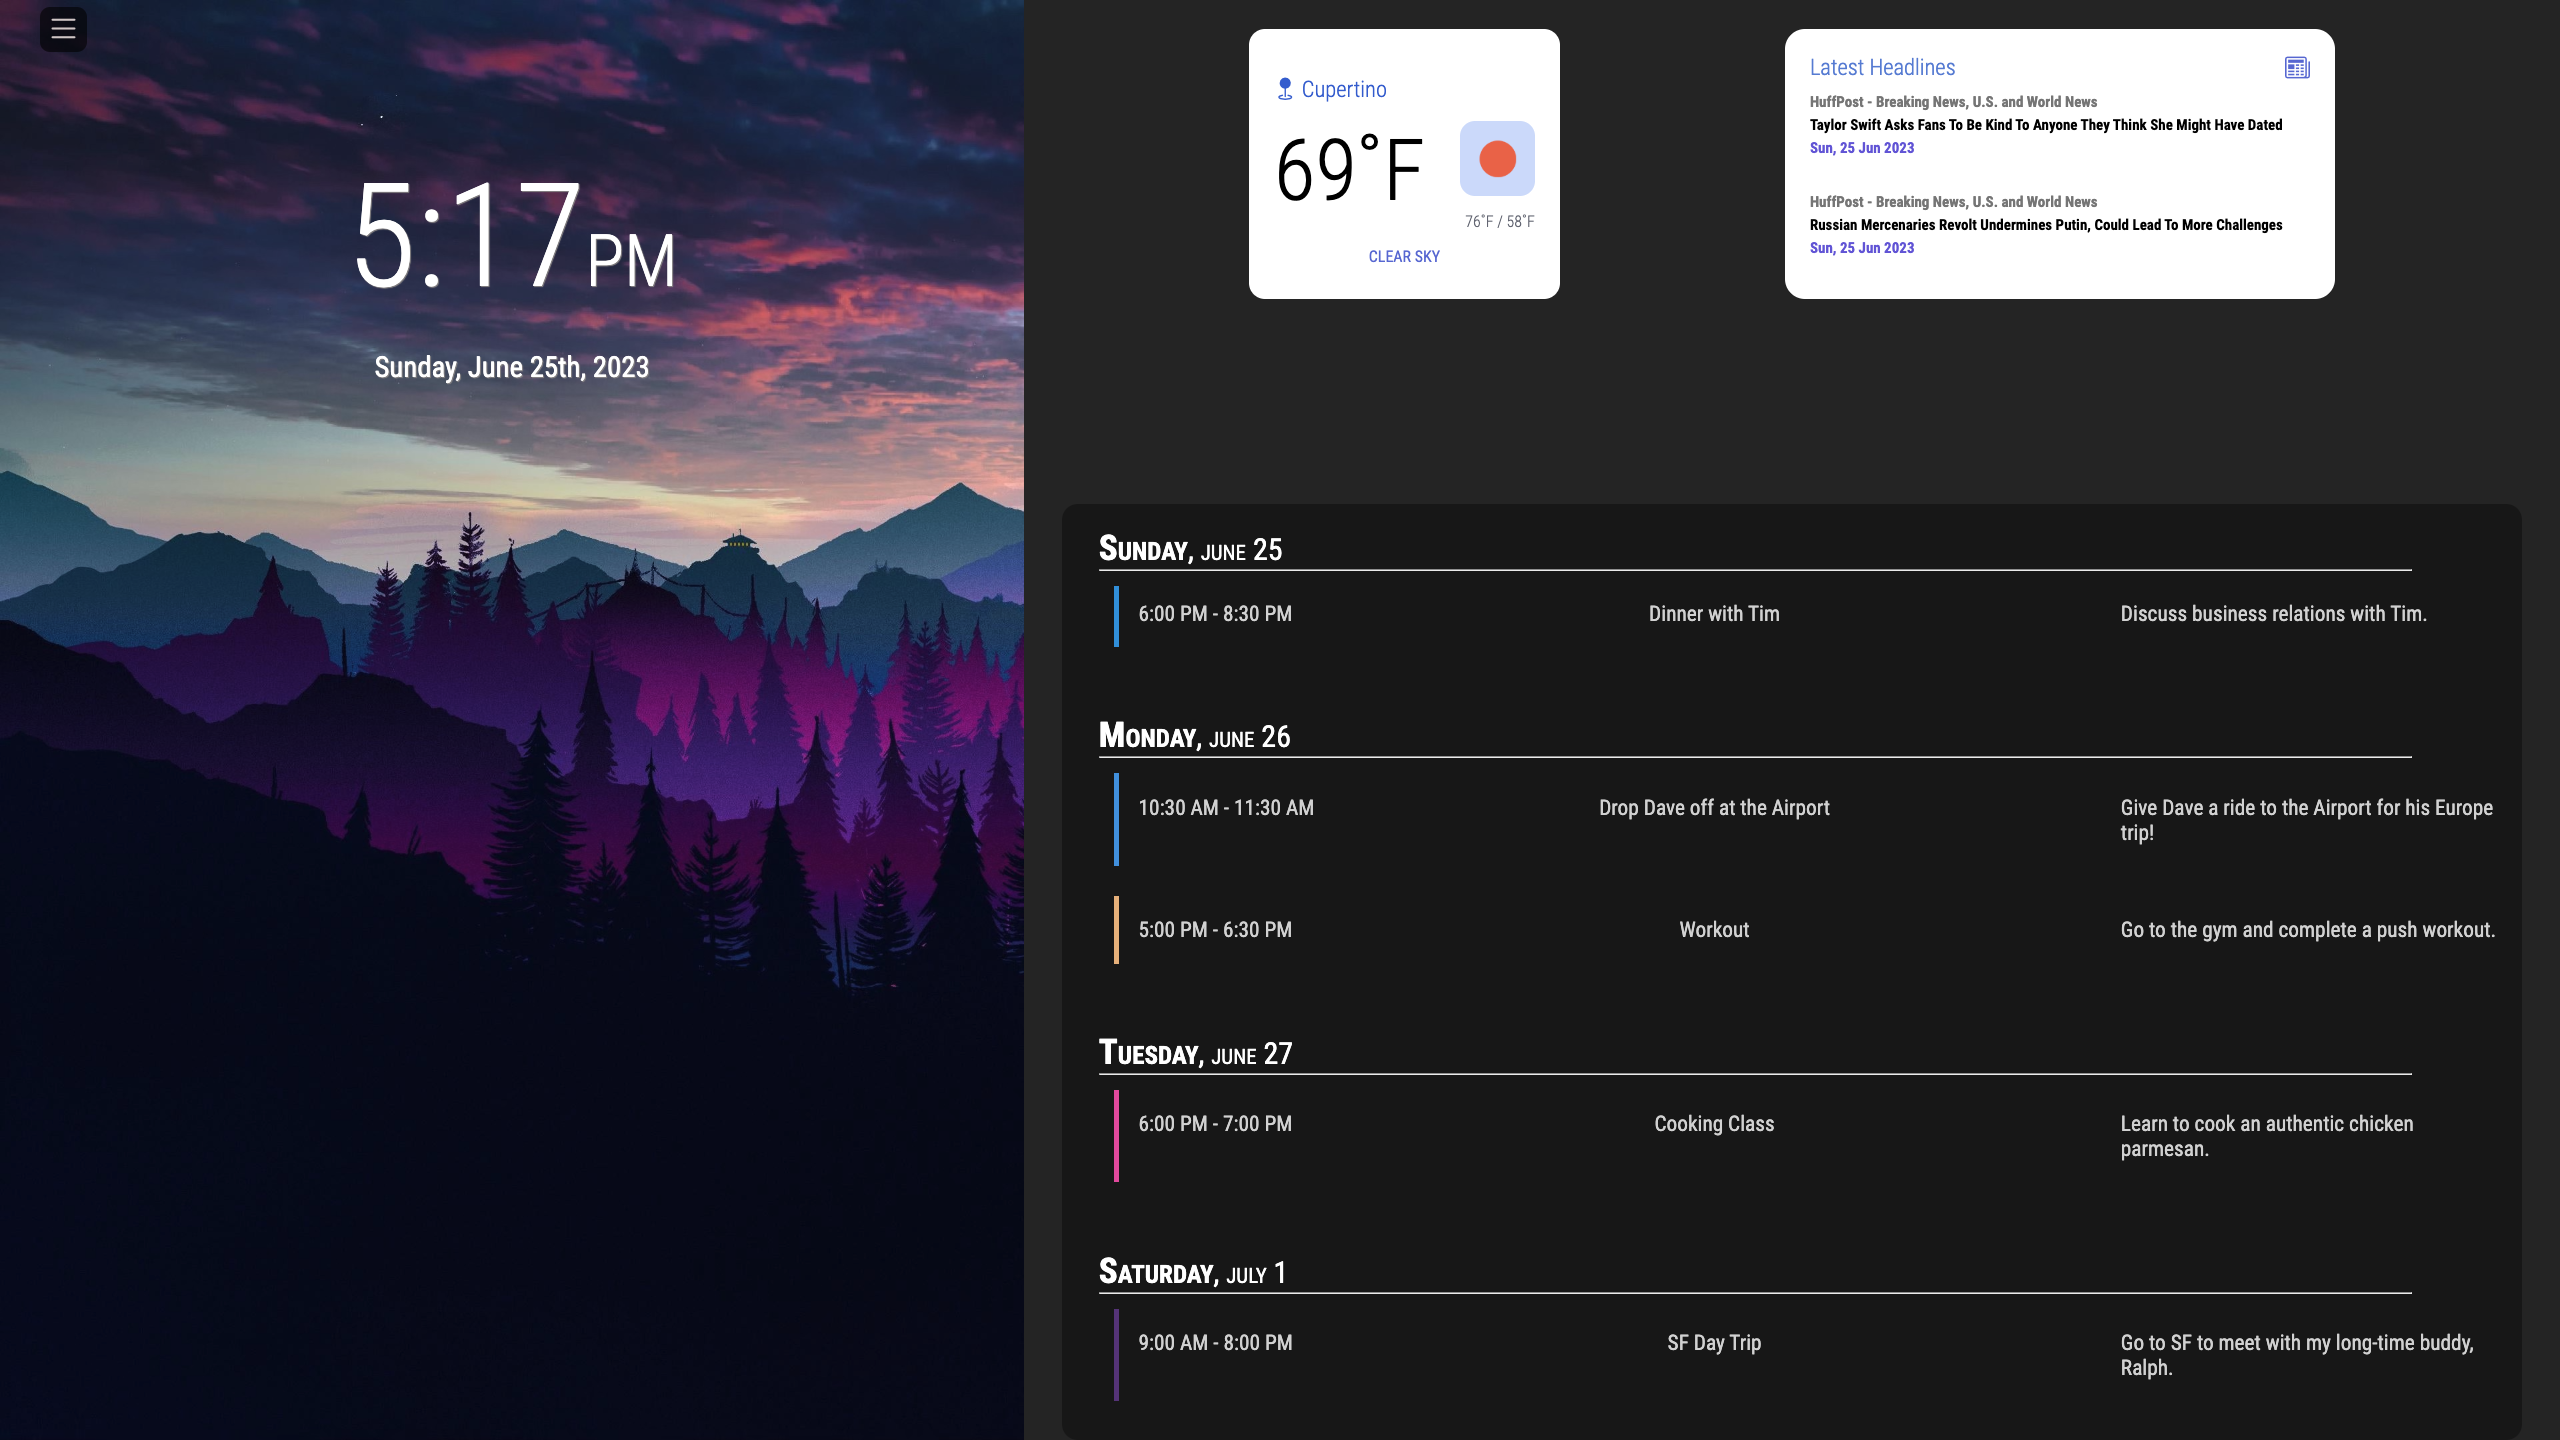 5:17PM
Sunday, June 25th, 2023
Cupertino
69°F
76°F / 58°F
CLEAR SKY
Latest Headlines
HuffPost - Breaking News, U.S. and World News
Taylor Swift Asks Fans To Be Kind To Anyone They Think She Might Have Dated
Sun, 25 Jun 2023
HuffPost - Breaking News, U.S. and World News
Russian Mercenaries Revolt Undermines Putin, Could Lead To More Challenges
Sun, 25 Jun 2023
SUNDAY, JUNE 25
6:00 PM - 8:30 PM Dinner with Tim Discuss business relations with Tim.
MONDAY, JUNE 26
10:30 AM - 11:30 AM Drop Dave off at the Airport Give Dave a ride to the Airport for his Europe
trip!
5:00 PM - 6:30 PM Workout Go to the gym and complete a push workout.
TUESDAY, JUNE 27
6:00 PM - 7:00 PM Cooking Class Learn to cook an authentic chicken
parmesan.
SATURDAY, JULY 1
9:00 AM - 8:00 PM SF Day Trip Go to SF to meet with my long-time buddy,
Ralph.